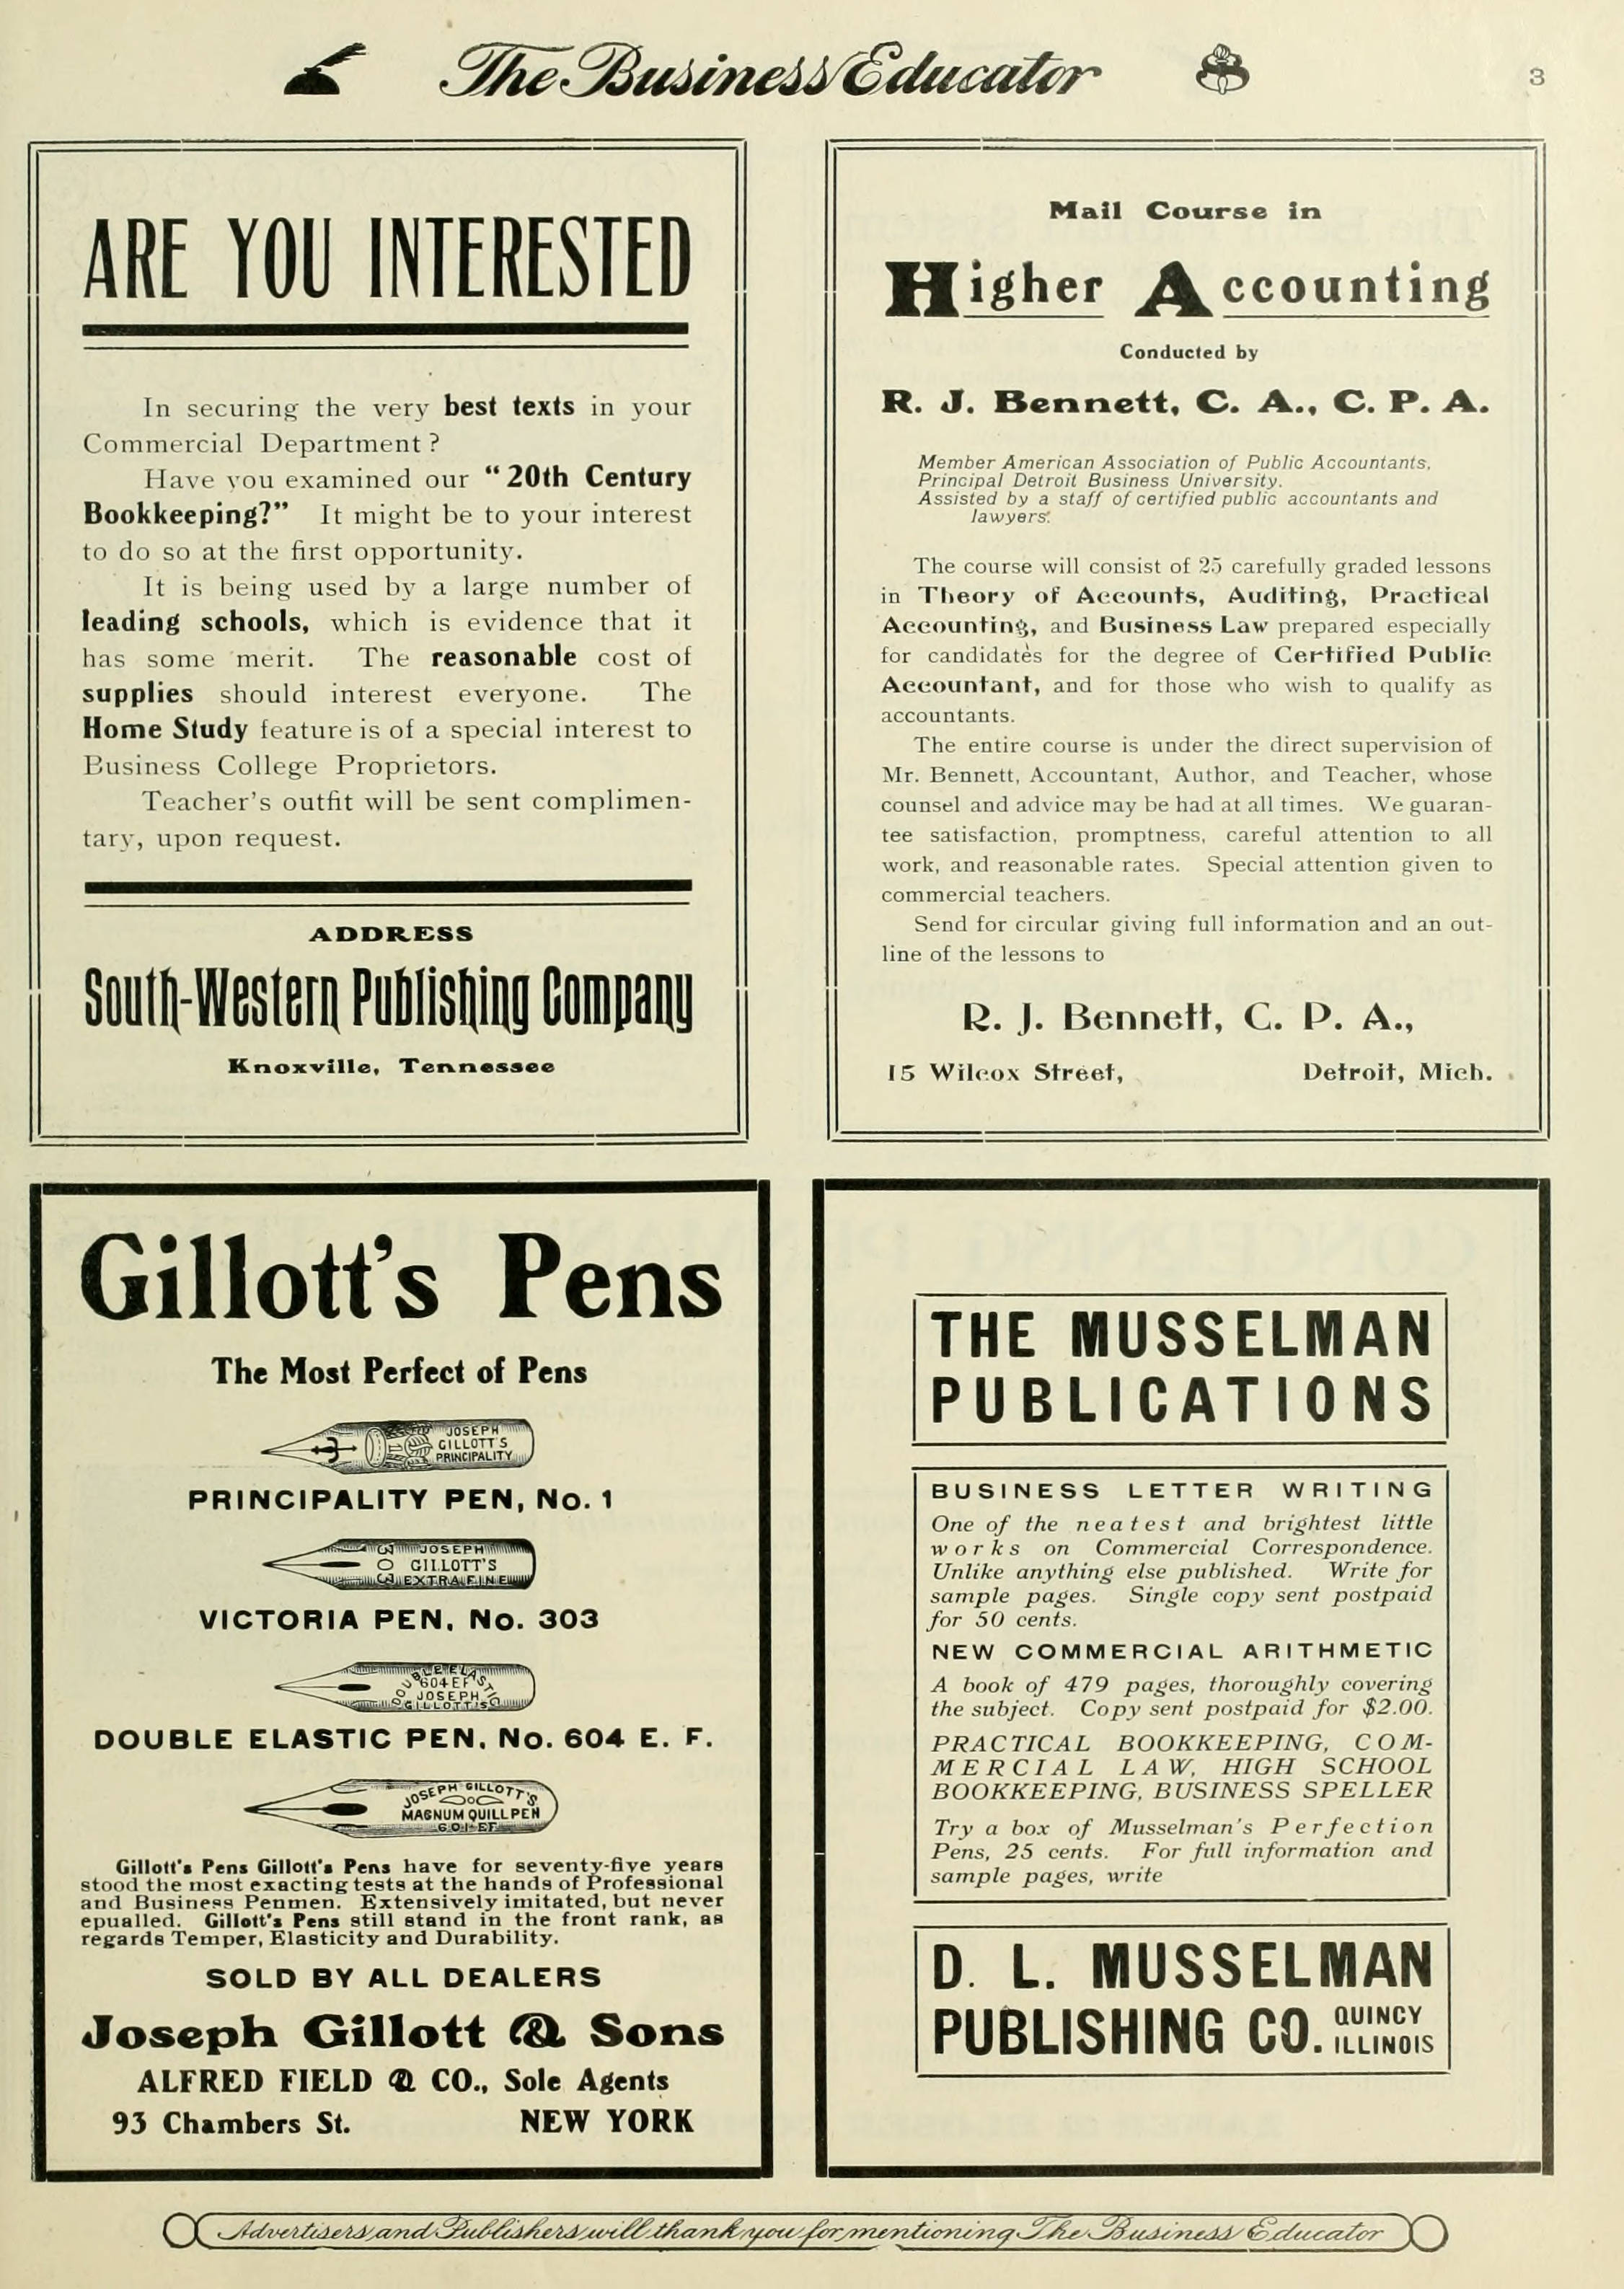 The Business Educator
3
ARE YOU INTERESTED
In securing the very best texts in your
Commercial Department?
Have you examined our "20th Century
Bookkeeping?" It might be to your interest
to do so at the first opportunity.
It is being used by a large number of
leading schools, which is evidence that it
has some merit. The reasonable cost of
supplies should interest everyone. The
Home Study feature is of a special interest to
Business College Proprietors.
Teacher's outfit will be sent complimen-
tary, upon request.
ADDRESS
South-Western Publishing Company
Knoxville, Tennessee
Mail Course in
Higher Accounting
Conducted by
R. J. Bennett, C. A., C. P. A.
Member American Association of Public Accountants,
Principal Detroit Business University.
Assisted by a staff of certified public accountants and
lawyers.
The course will consist of 25 carefully graded lessons
in Theory of Accounts, Auditing, Practical
Accounting, and Business Law prepared especially
for candidates for the degree of Certified Public
Accountant, and for those who wish to qualify as
accountants.
The entire course is under the direct supervision of
Mr. Bennett, Accountant, Author, and Teacher, whose
counsel and advice may be had at all times. We guaran-
tee satisfaction, promptness, careful attention to all
work, and reasonable rates. Special attention given to
commercial teachers.
Send for circular giving full information and an out-
line of the lessons to
R. J. Bennett, C. P. A.,
15 Wilcox Street, Detroit, Mich.
Gillott's Pens
The Most Perfect of Pens
JOSEPH
GILLOTT'S
PRINCIPALITY
PRINCIPALITY PEN, No. 1
303
JOSEPH
GILLOTT'S
EXTRA FINE
VICTORIA PEN, No. 303
DOUBLE ELASTIC
604 EF
JOSEPH
GILLOTT'S
DOUBLE ELASTIC PEN, No. 604 E. F.
JOSEPH GILLOTT'S
MAGNUM QUILL PEN
601 EF
Gillott's Pens Gillott's Pens have for seventy-five years
stood the most exacting tests at the hands of Professional
and Business Penmen. Extensively imitated, but never
epualled. Gillott's Pens still stand in the front rank, as
regards Temper, Elasticity and Durability.
SOLD BY ALL DEALERS
Joseph Gillott & Sons
ALFRED FIELD & CO., Sole Agents
93 Chambers St. NEW YORK
THE MUSSELMAN
PUBLICATIONS
BUSINESS LETTER WRITING
One of the neatest and brightest little
works on Commercial Correspondence.
Unlike anything else published. Write for
sample pages. Single copy sent postpaid
for 50 cents.
NEW COMMERCIAL ARITHMETIC
A book of 479 pages, thoroughly covering
the subject. Copy sent postpaid for $2.00.
PRACTICAL BOOKKEEPING, COM-
MERCIAL LAW, HIGH SCHOOL
BOOKKEEPING, BUSINESS SPELLER
Try a box of Musselman's Perfection
Pens, 25 cents. For full information and
sample pages, write
D. L. MUSSELMAN
PUBLISHING CO. QUINCY
ILLINOIS
Advertisers and Publishers will thank you for mentioning The Business Educator